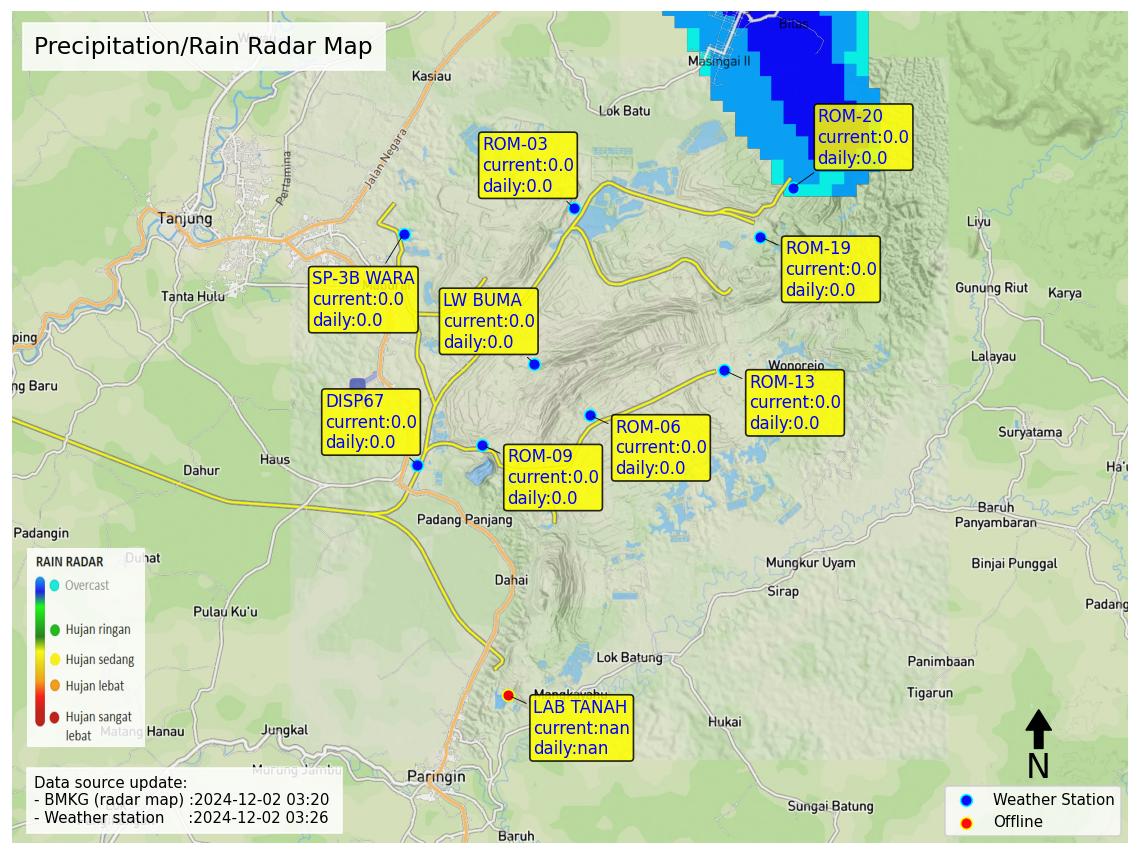 Bilas
Precipitation/Rain Radar Map
Masingai II
Kasiau
Lok Batu
ROM-20
current:0.0
daily:0.0
ROM-03
current:0.0
daily:0.0
Jalan Negara
Pertamina
Tanjung
Liyu
ROM-19
current:0.0
daily:0.0
SP-3B WARA
current:0.0
daily:0.0
Tanta Hulu
LW BUMA
current:0.0
daily:0.0
Gunung Riut
Karya
ping
Lalayau
Wonorejo
ng Baru
ROM-13
current:0.0
daily:0.0
DISP67
current:0.0
daily:0.0
ROM-06
current:0.0
daily:0.0
Suryatama
Haus
Dahur
ROM-09
current:0.0
daily:0.0
Ha'u
Baruh
Panyambaran
Padang Panjang
Padangin
Duhat
Mungkur Uyam
Binjai Punggal
RAIN RADAR
Overcast
Hujan ringan
Hujan sedang
Hujan lebat
Hujan sangat
lebat
Dahai
Sirap
Padang
Pulau Ku'u
Lok Batung
Panimbaan
Tigarun
LAB TANAH
current:nan
daily:nan
Hukai
Matang Hanau
Jungkal
Murung Jambu
Paringin
N
Data source update:
- BMKG (radar map) :2024-12-02 03:20
- Weather station :2024-12-02 03:26
Sungai Batung
Baruh
Weather Station
Offline